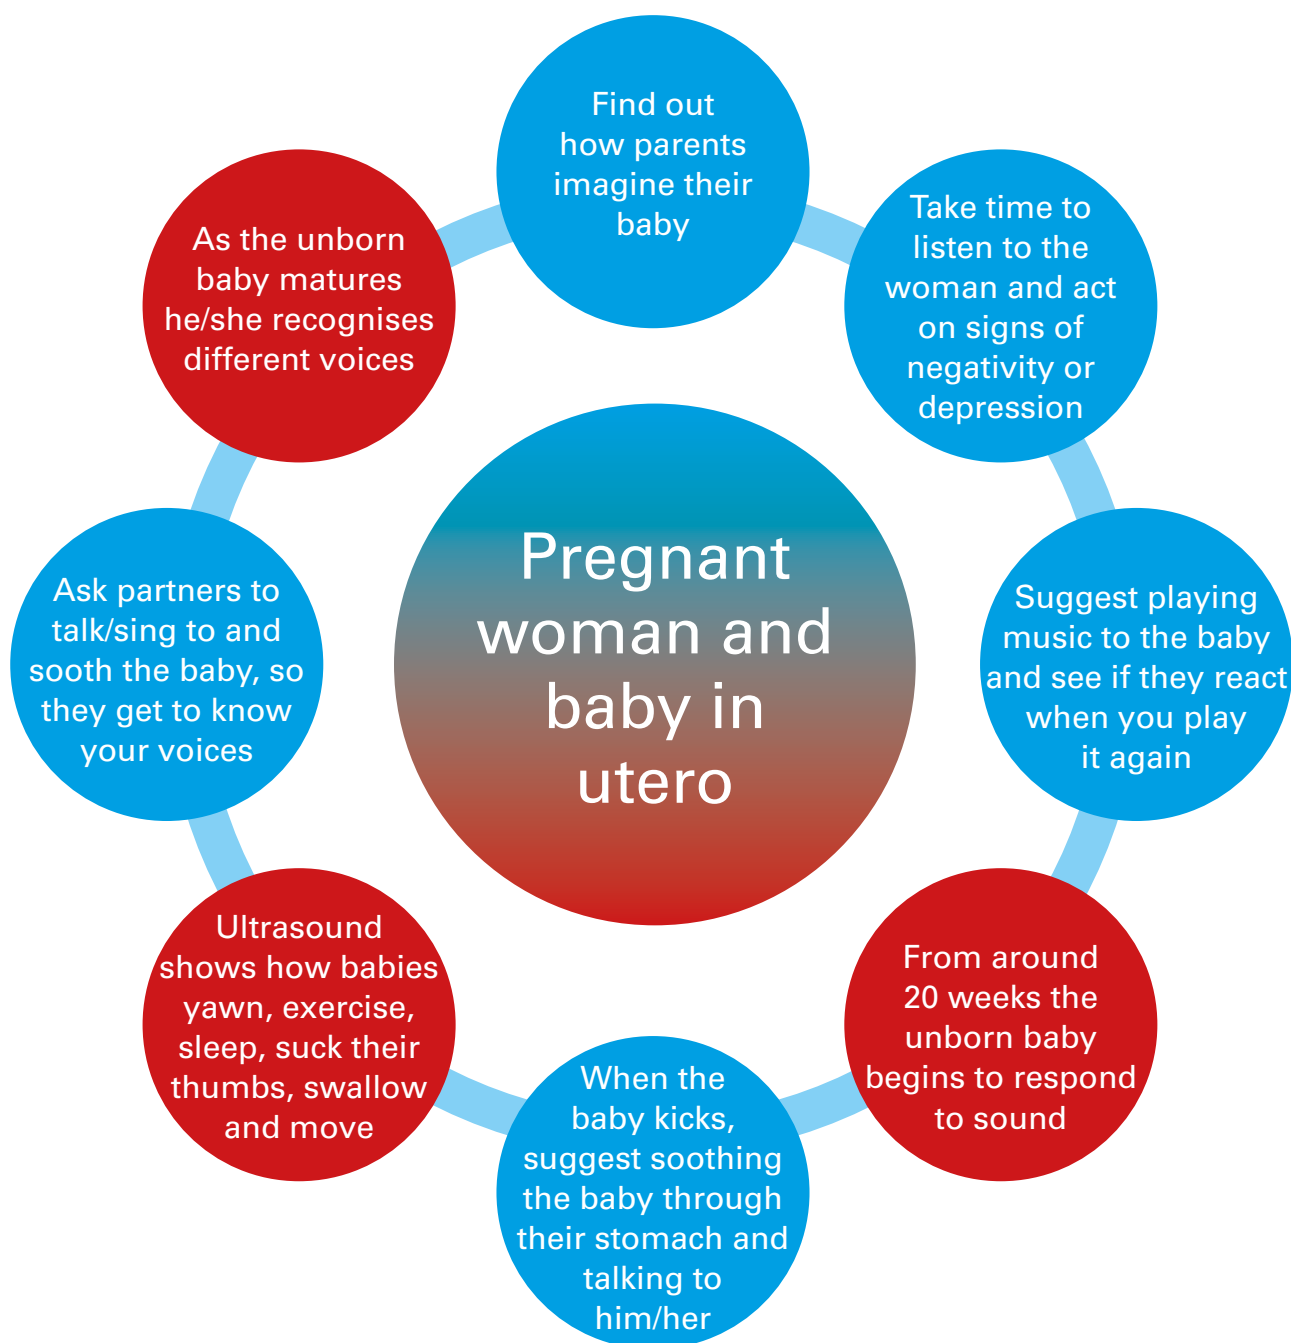 Find out
how parents
imagine their
baby
Take time to
listen to the
woman and act
on signs of
negativity or
depression
Suggest playing
music to the baby
and see if they react
when you play
it again
From around
20 weeks the
unborn baby
begins to respond
to sound
When the
baby kicks,
suggest soothing
the baby through
their stomach and
talking to
him/her
Ultrasound
shows how babies
yawn, exercise,
sleep, suck their
thumbs, swallow
and move
Ask partners to
talk/sing to and
sooth the baby, so
they get to know
your voices
As the unborn
baby matures
he/she recognises
different voices
Pregnant
woman and
baby in
utero